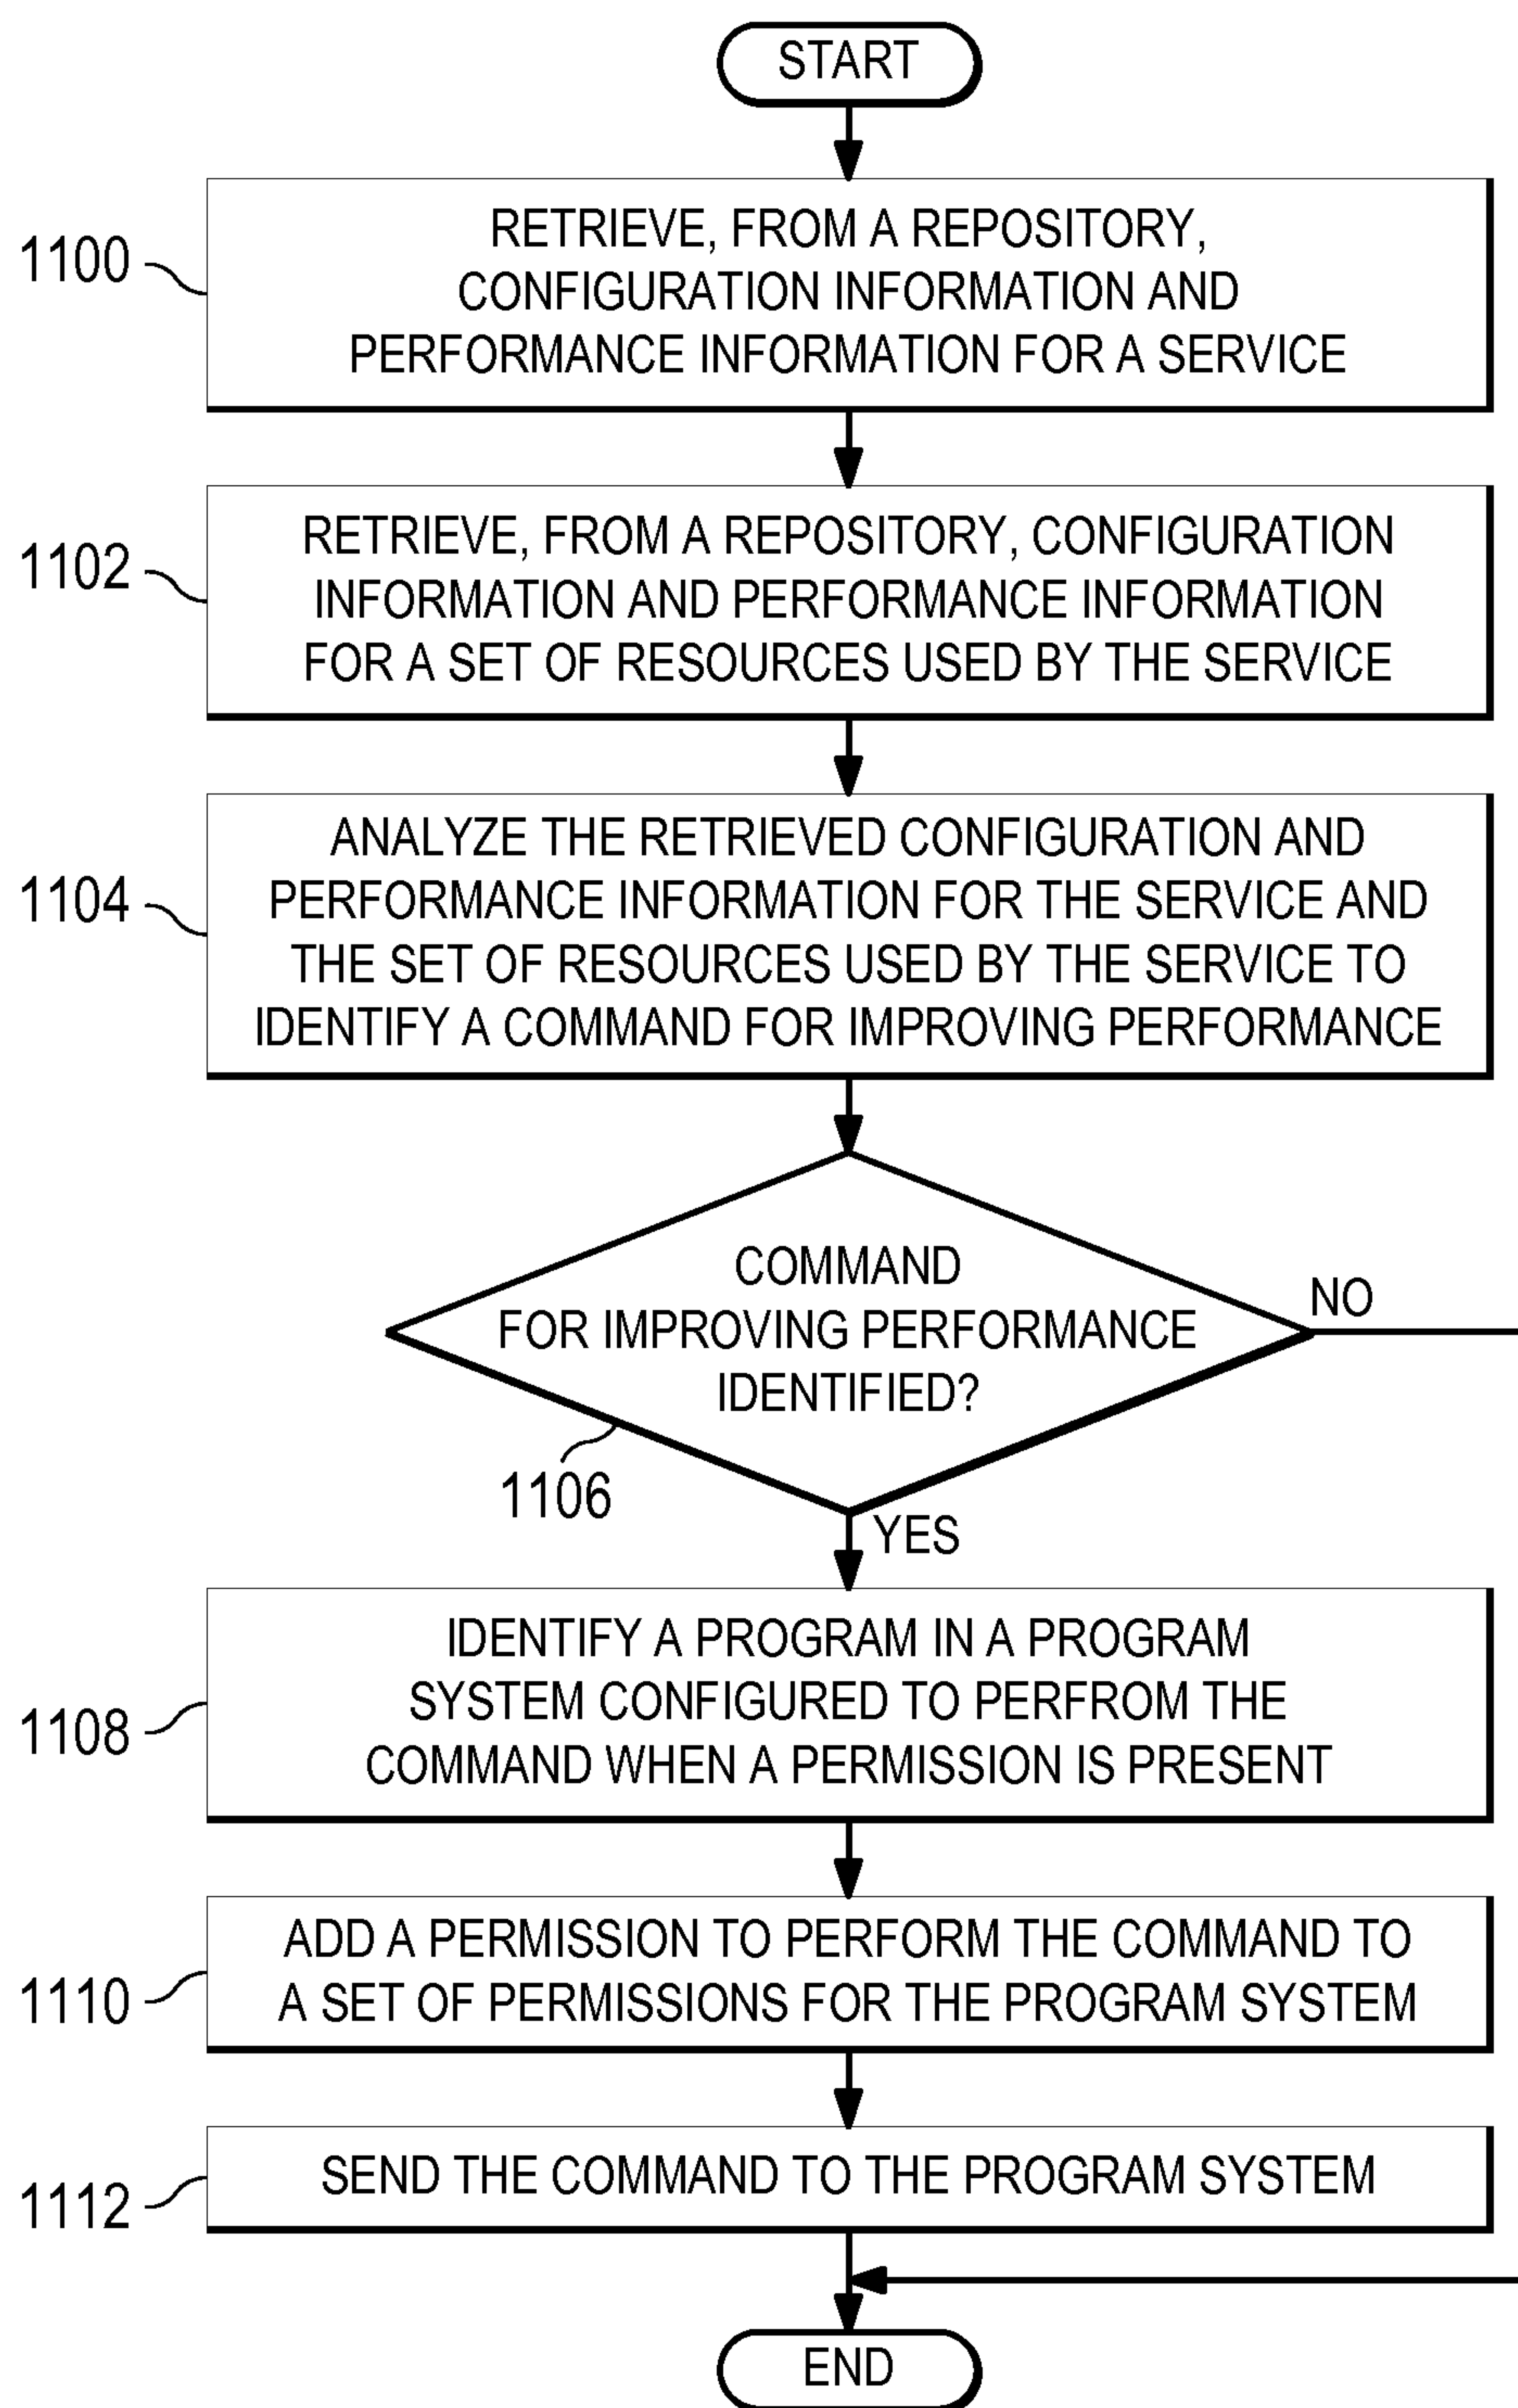 START
1100
RETRIEVE, FROM A REPOSITORY,
CONFIGURATION INFORMATION AND
PERFORMANCE INFORMATION FOR A SERVICE
1102
RETRIEVE, FROM A REPOSITORY, CONFIGURATION
INFORMATION AND PERFORMANCE INFORMATION
FOR A SET OF RESOURCES USED BY THE SERVICE
1104
ANALYZE THE RETRIEVED CONFIGURATION AND
PERFORMANCE INFORMATION FOR THE SERVICE AND
THE SET OF RESOURCES USED BY THE SERVICE TO
IDENTIFY A COMMAND FOR IMPROVING PERFORMANCE
COMMAND
FOR IMPROVING PERFORMANCE
IDENTIFIED?
NO
1106
YES
1108
IDENTIFY A PROGRAM IN A PROGRAM
SYSTEM CONFIGURED TO PERFROM THE
COMMAND WHEN A PERMISSION IS PRESENT
1110
ADD A PERMISSION TO PERFORM THE COMMAND TO
A SET OF PERMISSIONS FOR THE PROGRAM SYSTEM
1112
SEND THE COMMAND TO THE PROGRAM SYSTEM
END